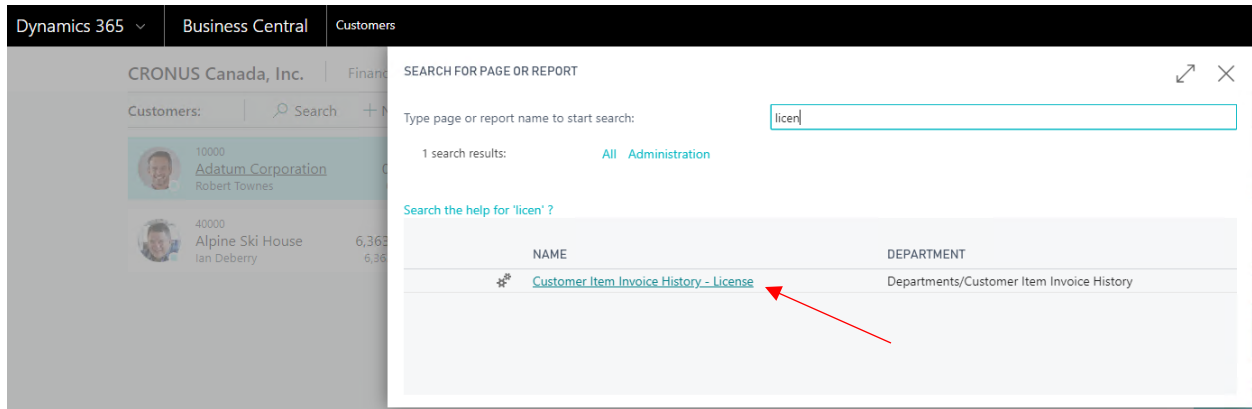 Dynamics 365 Business Central Customers
CRONUS Canada, Inc. Financ
Customers: Search + N
10000
Adatum Corporation
Robert Townes
40000
Alpine Ski House 6,363
Ian Deberry 6,36
SEARCH FOR PAGE OR REPORT
Type page or report name to start search: licen
1 search results: All Administration
Search the help for 'licen' ?
NAME DEPARTMENT
Customer Item Invoice History - License Departments/Customer Item Invoice History